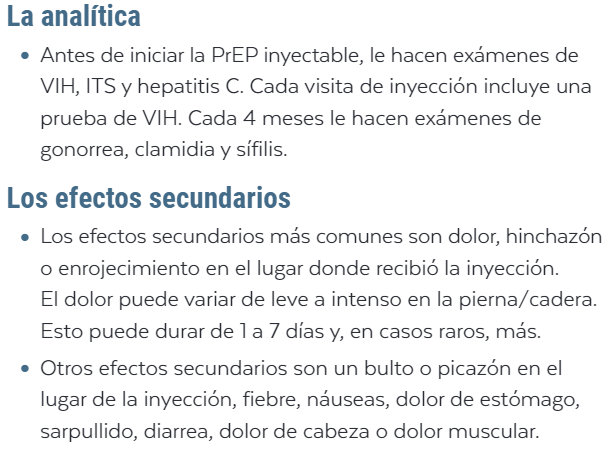 La analítica
• Antes de iniciar la PrEP inyectable, le hacen exámenes de
VIH, ITS y hepatitis C. Cada visita de inyección incluye una
prueba de VIH. Cada 4 meses le hacen exámenes de
gonorrea, clamidia y sífilis.
Los efectos secundarios
• Los efectos secundarios más comunes son dolor, hinchazón
o enrojecimiento en el lugar donde recibió la inyección.
El dolor puede variar de leve a intenso en la pierna/cadera.
Esto puede durar de 1 a 7 días y, en casos raros, más.
• Otros efectos secundarios son un bulto o picazón en el
lugar de la inyección, fiebre, náuseas, dolor de estómago,
sarpullido, diarrea, dolor de cabeza o dolor muscular.